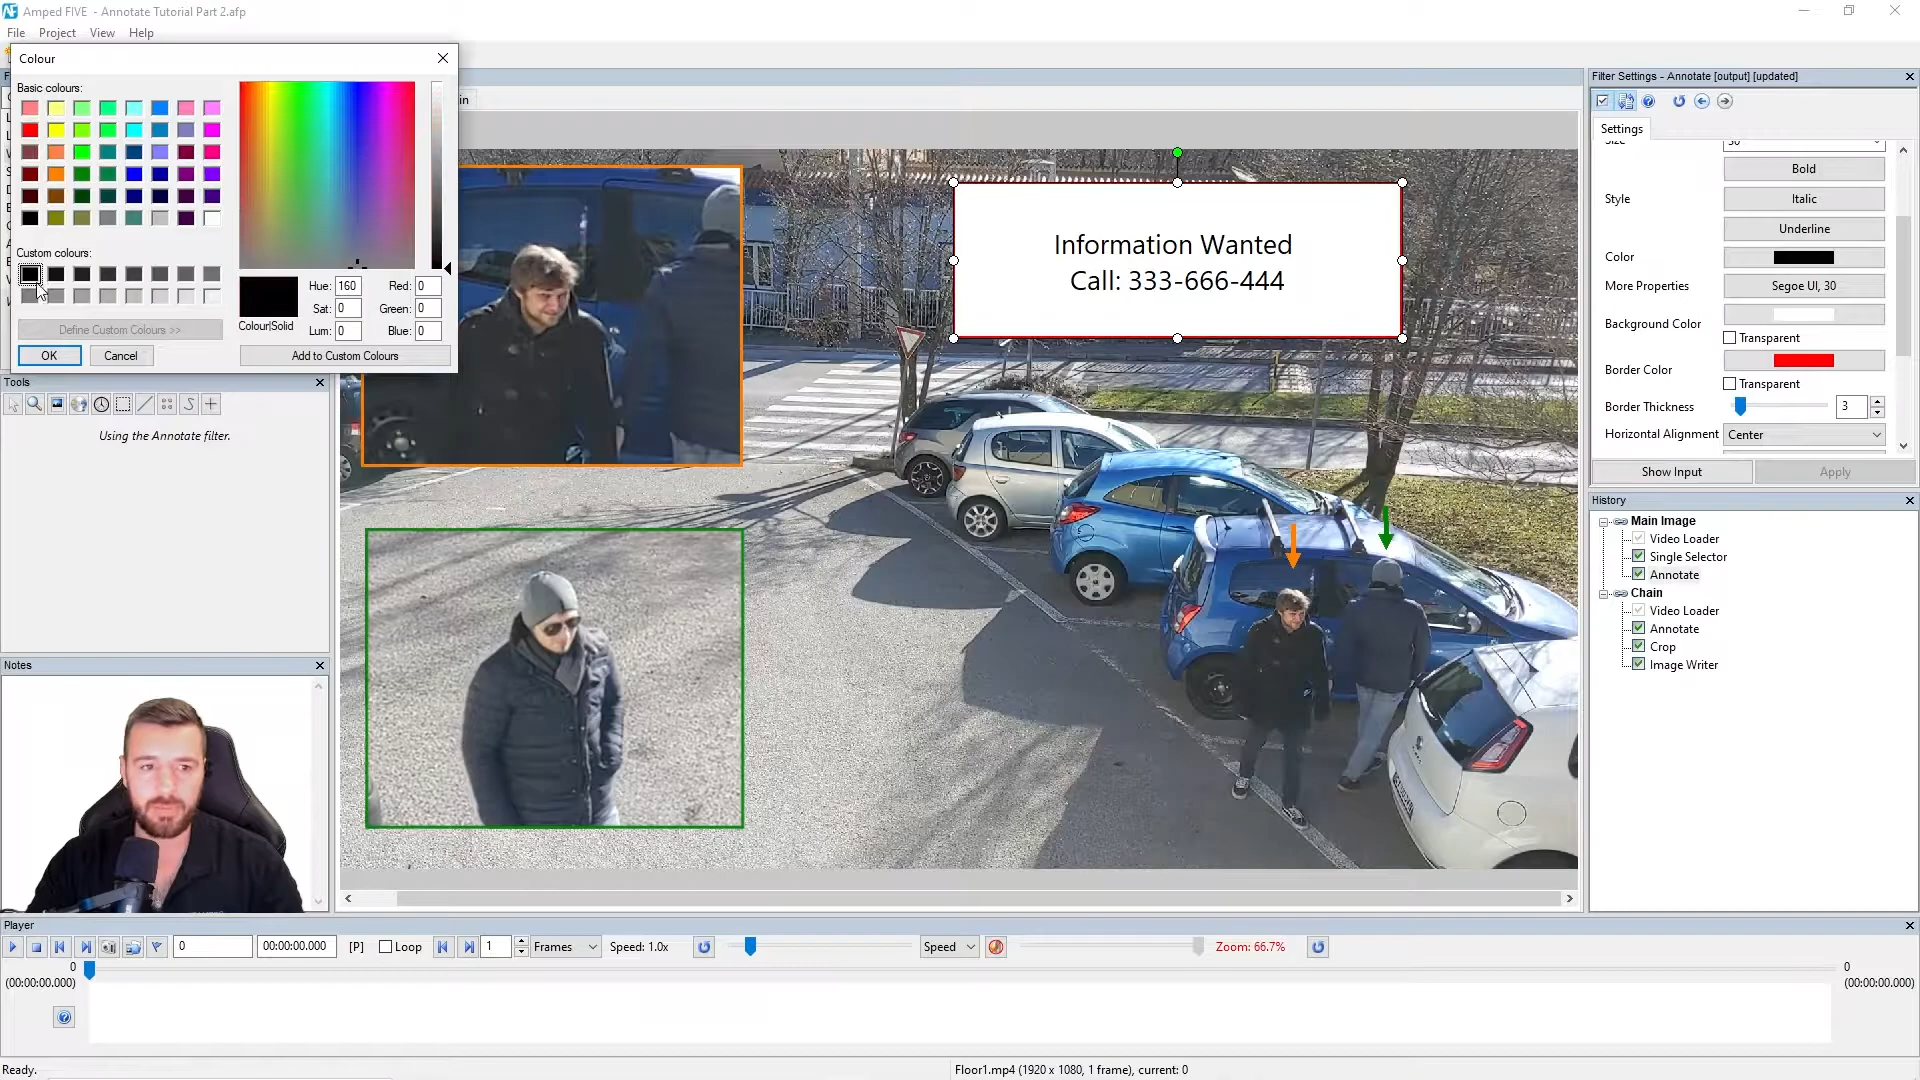 Amped FIVE - Annotate Tutorial Part 2.afp
File Project View Help
Colour
Basic colours:
Custom colours:
Define Custom Colours >>
OK Cancel
Hue: 160 Red: 0
Sat: 0 Green: 0
Lum: 0 Blue: 0
Colour|Solid
Add to Custom Colours
in
Information Wanted
Call: 333-666-444
Tools
Using the Annotate filter.
Notes
Filter Settings - Annotate [output] [updated]
Settings
Size 30
Bold
Style Italic
Underline
Color
More Properties Segoe UI, 30
Background Color
Transparent
Border Color
Transparent
Border Thickness 3
Horizontal Alignment Center
Show Input Apply
History
Main Image
Video Loader
Single Selector
Annotate
Chain
Video Loader
Annotate
Crop
Image Writer
Player
0 00:00:00.000 [P] Loop 1 Frames Speed: 1.0x Speed Zoom: 66.7%
0 0
(00:00:00.000) (00:00:00.000)
Ready. Floor1.mp4 (1920 x 1080, 1 frame), current: 0